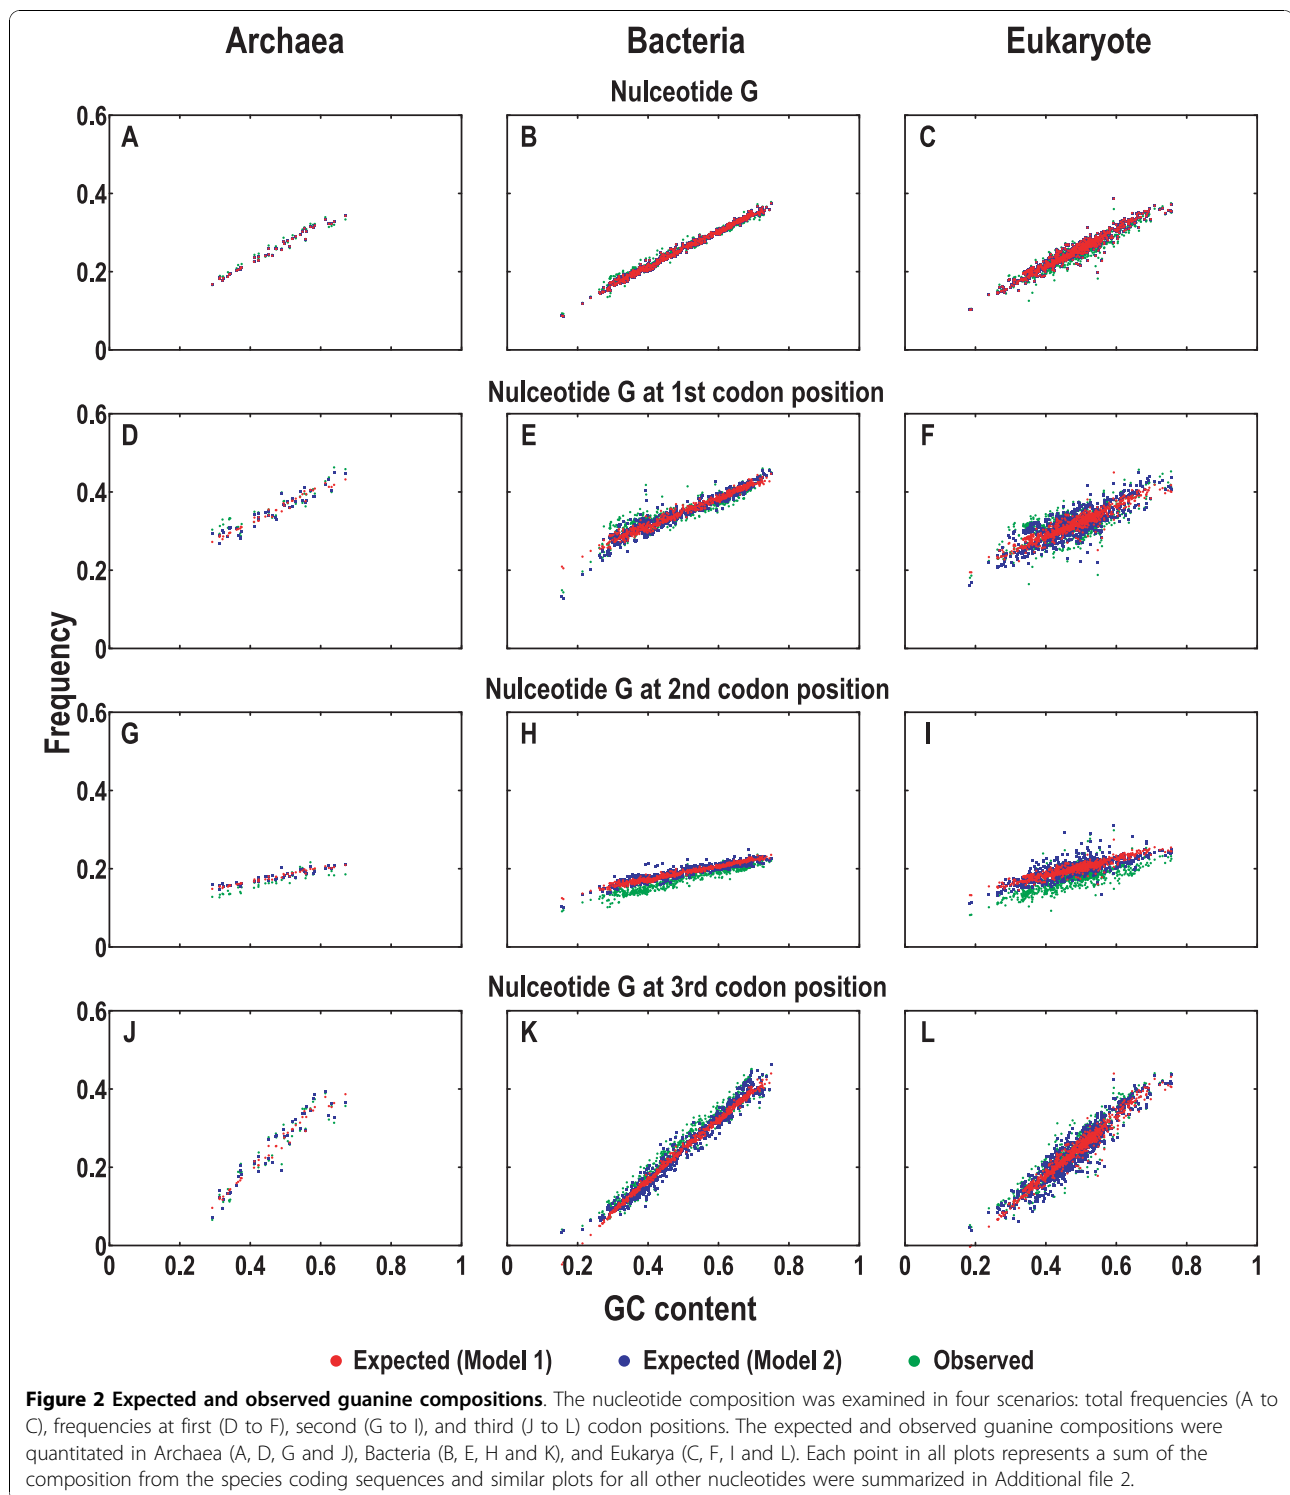 Archaea Bacteria Eukaryote
Nulceotide G
A B C
0.6
0.4
0.2
0
Nulceotide G at 1st codon position
D E F
0.6
0.4
0.2
0
Frequency
Nulceotide G at 2nd codon position
G H I
0.6
0.4
0.2
0
Nulceotide G at 3rd codon position
J K L
0.6
0.4
0.2
0
0 0.2 0.4 0.6 0.8 1 0 0.2 0.4 0.6 0.8 1 0 0.2 0.4 0.6 0.8 1
GC content
Expected (Model 1) Expected (Model 2) Observed
Figure 2 Expected and observed guanine compositions. The nucleotide composition was examined in four scenarios: total frequencies (A to
C), frequencies at first (D to F), second (G to I), and third (J to L) codon positions. The expected and observed guanine compositions were
quantitated in Archaea (A, D, G and J), Bacteria (B, E, H and K), and Eukarya (C, F, I and L). Each point in all plots represents a sum of the
composition from the species coding sequences and similar plots for all other nucleotides were summarized in Additional file 2.